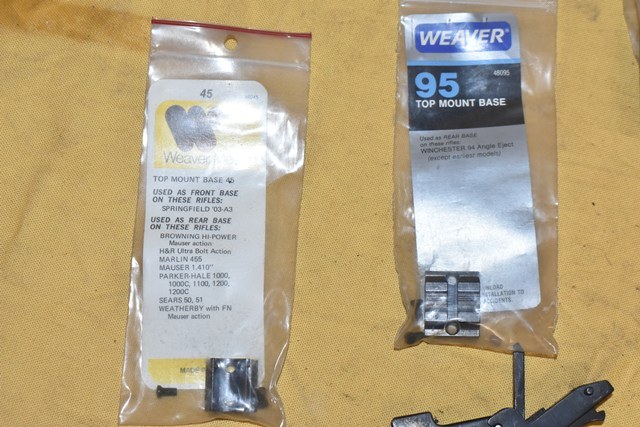 45
Weaver
TOP MOUNT BASE 45
USED AS FRONT BASE
ON THESE RIFLES:
SPRINGFIELD '03-A3
USED AS REAR BASE
ON THESE RIFLES:
BROWNING HI-POWER
Mauser action
H&R Ultra Bolt Action
MARLIN 455
MAUSER 1,410"
PARKER-HALE 1000,
1000C, 1100, 1200,
1200C
SEARS 50, 51
WEATHERBY with FN
Mauser action
WEAVER®
95
48095
TOP MOUNT BASE
Used as REAR BASE
on these rifles
WINCHESTER 94 Angle Eject
(except
models)
TO